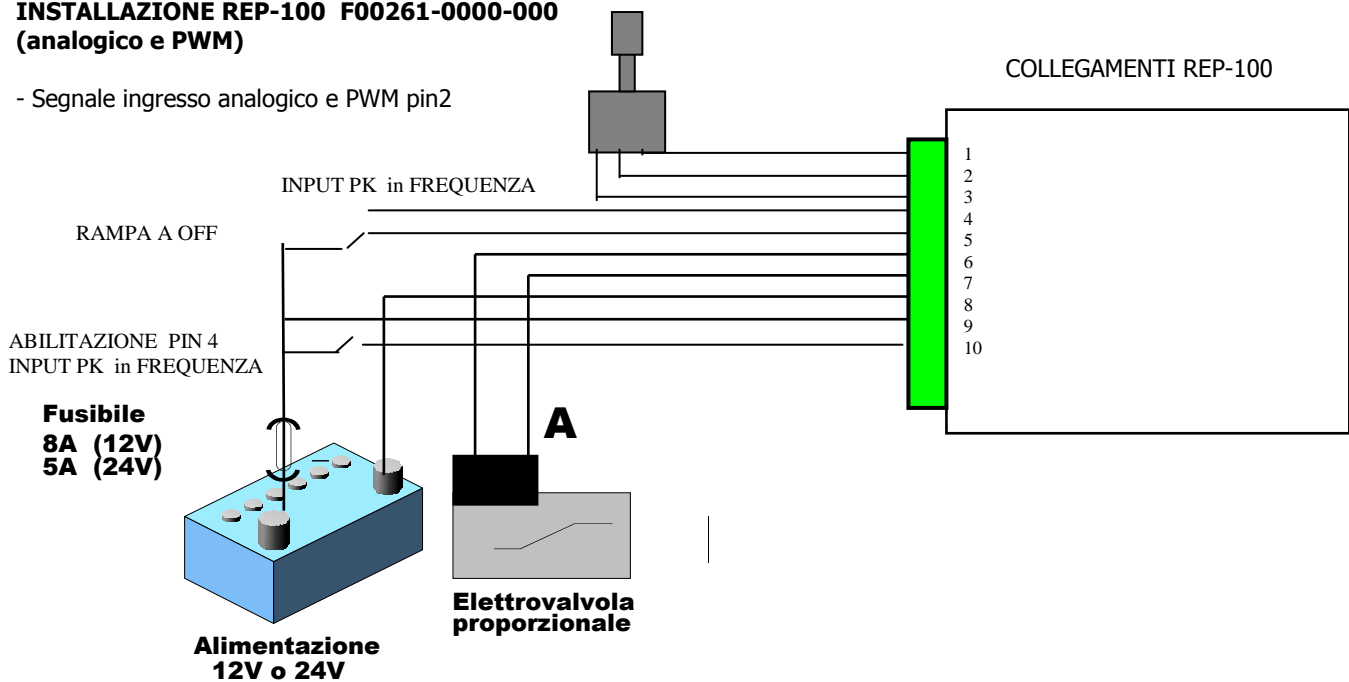 INSTALLAZIONE REP-100 F00261-0000-000
(analogico e PWM)
- Segnale ingresso analogico e PWM pin2
COLLEGAMENTI REP-100
INPUT PK in FREQUENZA
RAMPA A OFF
1
2
3
4
5
6
7
8
9
10
ABILITAZIONE PIN 4
INPUT PK in FREQUENZA
Fusibile
8A (12V)
5A (24V)
A
Elettrovalvola
proporzionale
Alimentazione
12V o 24V